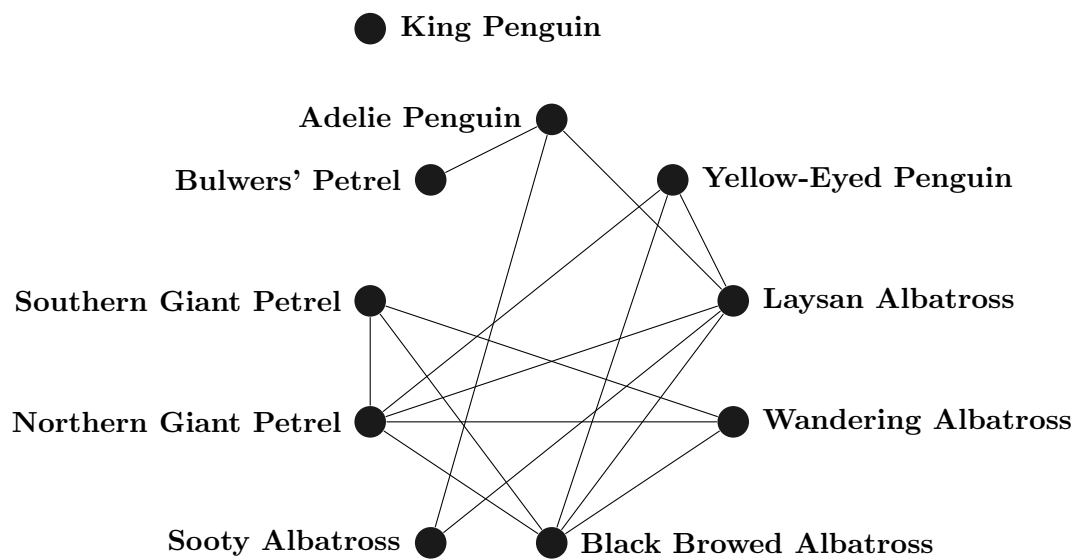 King Penguin
Adelie Penguin
Bulwers’ Petrel
Yellow-Eyed Penguin
Southern Giant Petrel
Laysan Albatross
Northern Giant Petrel
Wandering Albatross
Sooty Albatross
Black Browed Albatross